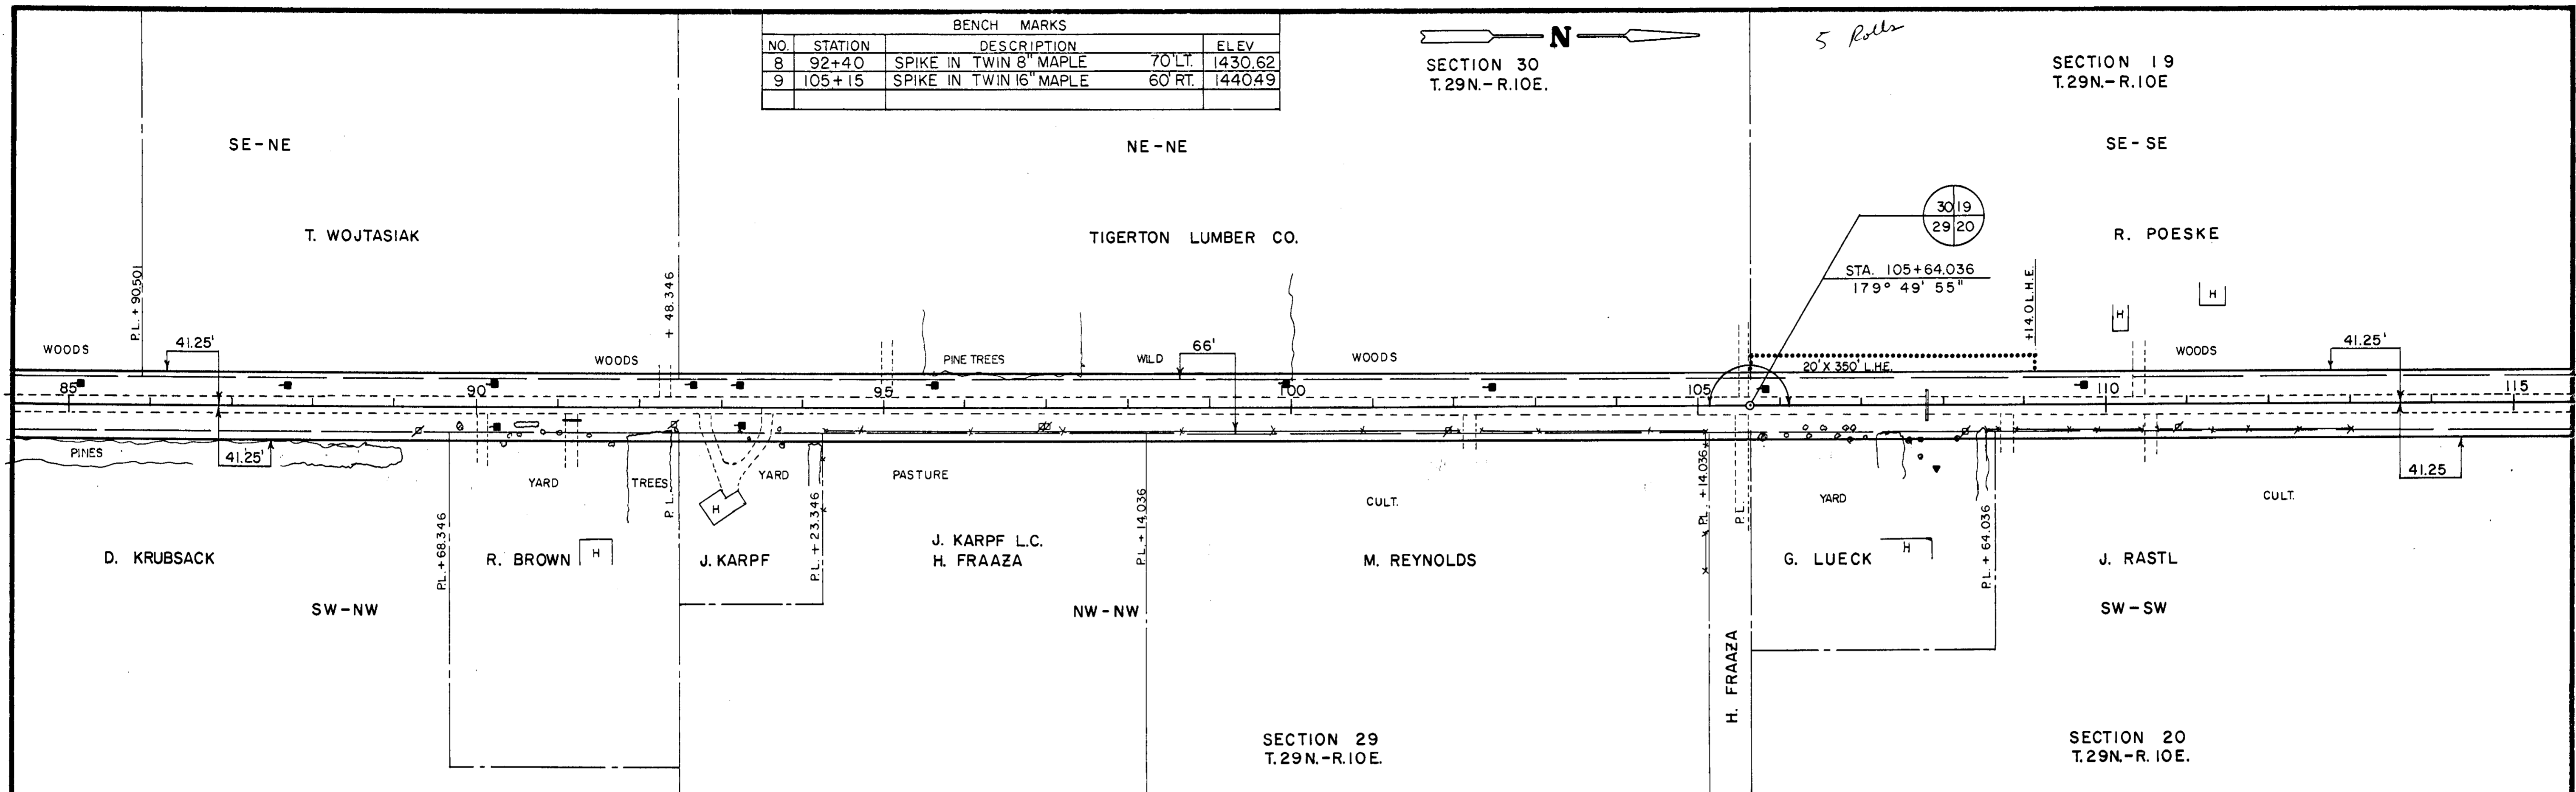 BENCH MARKS
NO. STATION DESCRIPTION ELEV
8 92+40 SPIKE IN TWIN 8" MAPLE 70' LT. 1430.62
9 105+15 SPIKE IN TWIN 16" MAPLE 60' RT. 1440.49
N
5 Rolls
SECTION 30
T.29N.-R.10E.
SECTION 19
T.29N.-R.10E
SE-NE
NE-NE
SE-SE
T. WOJTASIAK
TIGERTON LUMBER CO.
R. POESKE
30 19
29 20
STA. 105+64.036
179° 49' 55"
P.L. +90.501
+ 48.346
+14.0 L.H.E.
H
H
WOODS
41.25'
WOODS
PINE TREES
WILD
66'
WOODS
20' X 350' L.H.E.
41.25'
WOODS
85
90
95
100
105
110
115
PINES
41.25'
YARD
TREES
P.L.
H
YARD
PASTURE
CULT.
P.L. +14.036
P.L.
YARD
CULT.
41.25
P.L. +68.346
P.L. +23.346
P.L. +14.036
P.L. + 64.036
D. KRUBSACK
R. BROWN
H
J. KARPF
J. KARPF L.C.
H. FRAAZA
M. REYNOLDS
G. LUECK
H
J. RASTL
SW-NW
NW-NW
SW-SW
H. FRAAZA
SECTION 29
T.29N.-R.10E.
SECTION 20
T.29N.-R.10E.